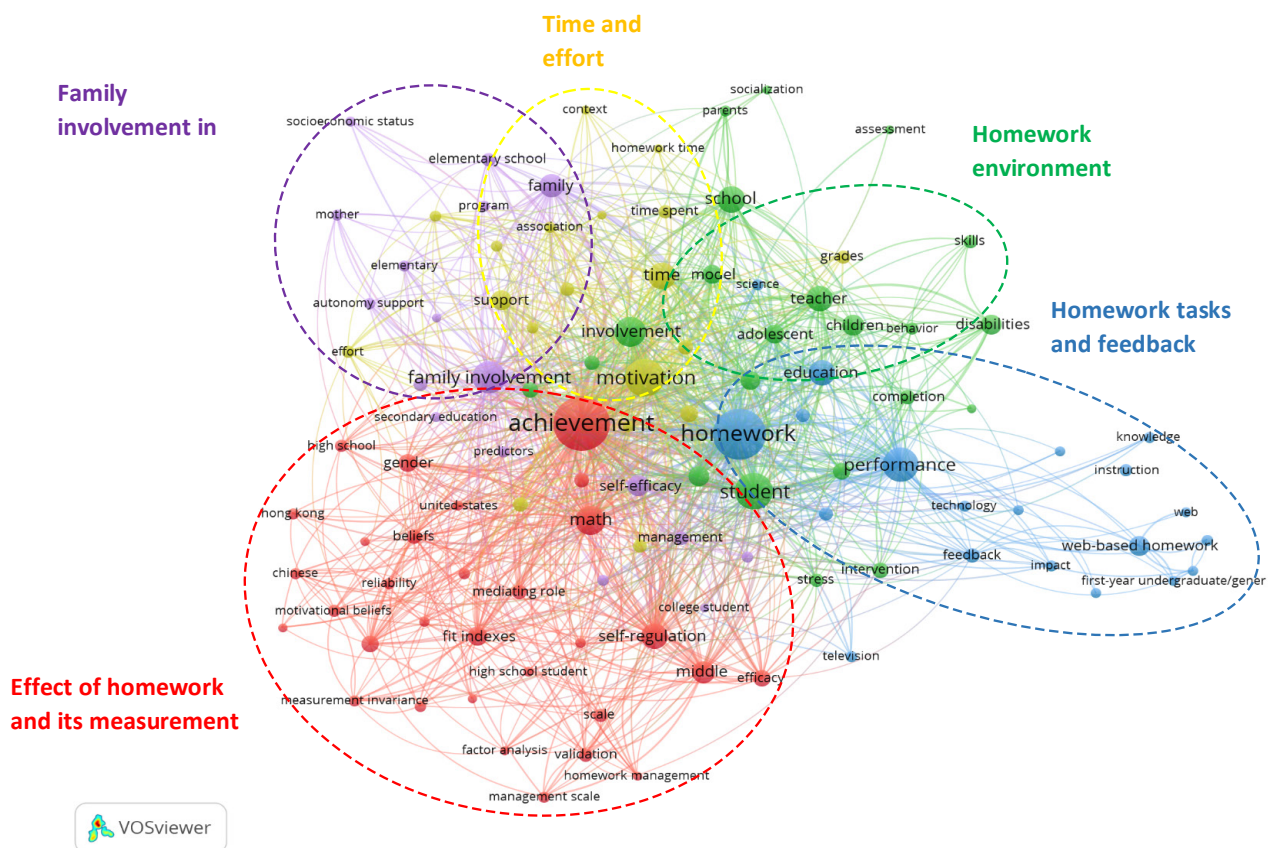 Time and
effort
Family
involvement in
socialization
context
parents
socioeconomic status
assessment
Homework
environment
homework time
elementary school
family
school
program
time spent
mother
association
skills
grades
elementary
time
model
science
teacher
autonomy support
support
Homework tasks
and feedback
involvement
adolescent
children
behavior
disabilities
effort
family involvement
motivation
education
completion
secondary education
achievement
homework
knowledge
high school
predictors
gender
performance
instruction
self-efficacy
student
united states
technology
hong kong
math
web
beliefs
management
web-based homework
feedback
impact
chinese
reliability
mediating role
stress
intervention
first-year undergraduate/gener
motivational beliefs
college student
fit indexes
self-regulation
television
high school student
middle
efficacy
Effect of homework
and its measurement
measurement invariance
scale
factor analysis
validation
homework management
management scale
VOSviewer